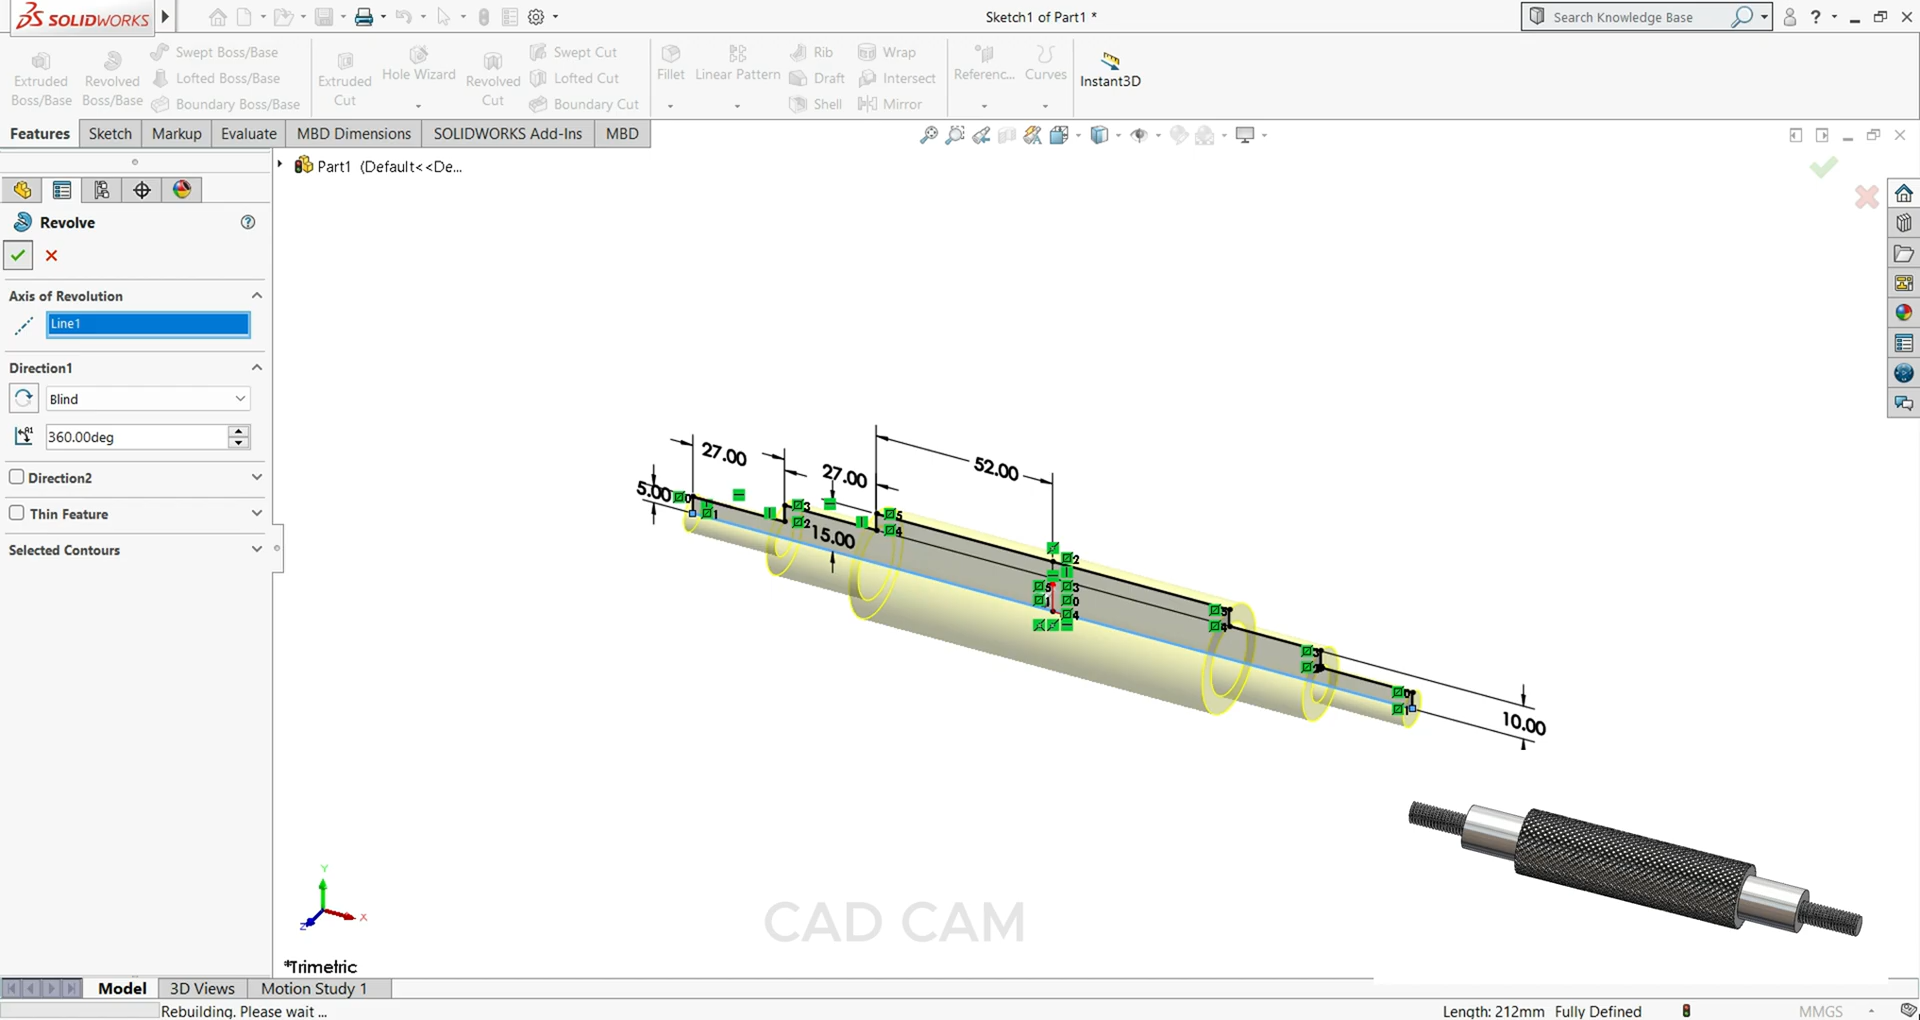 SOLIDWORKS
Sketch1 of Part1 *
Search Knowledge Base
?
Extruded Boss/Base
Revolved Boss/Base
Swept Boss/Base
Lofted Boss/Base
Boundary Boss/Base
Extruded Cut
Hole Wizard
Revolved Cut
Swept Cut
Lofted Cut
Boundary Cut
Fillet
Linear Pattern
Rib
Draft
Shell
Wrap
Intersect
Mirror
Referenc...
Curves
Instant3D
Features
Sketch
Markup
Evaluate
MBD Dimensions
SOLIDWORKS Add-Ins
MBD
Part1 (Default<<De...
Revolve
Axis of Revolution
Line1
Direction1
Blind
360.00deg
Direction2
Thin Feature
Selected Contours
27.00
27.00
52.00
5.00
15.00
10.00
Y
X
Z
CAD CAM
*Trimetric
Model
3D Views
Motion Study 1
Rebuilding. Please wait ...
Length: 212mm
Fully Defined
MMGS